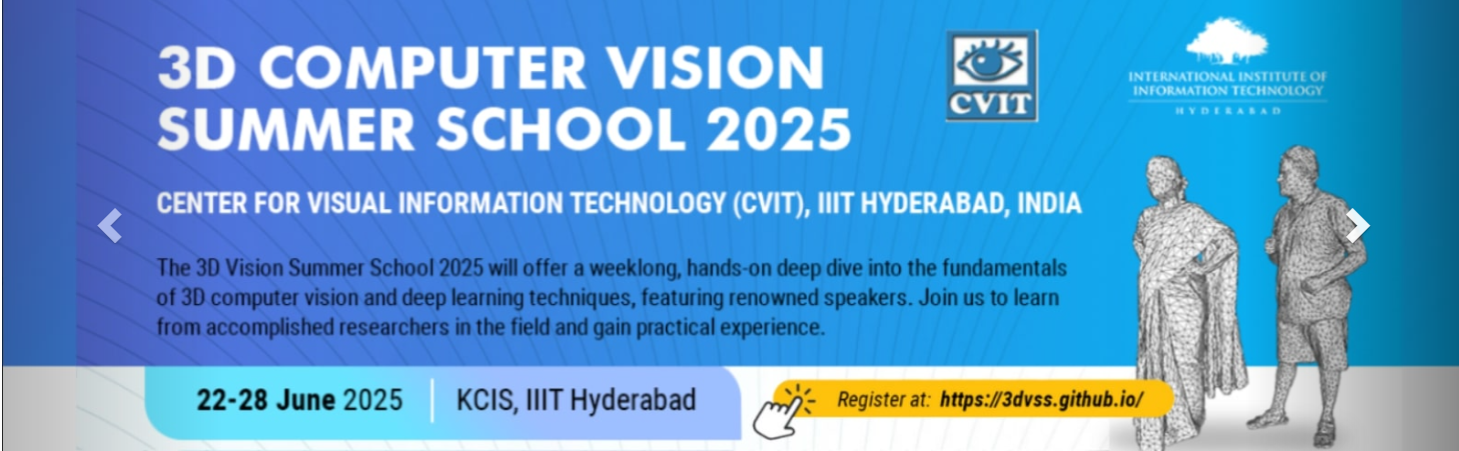 3D COMPUTER VISION
SUMMER SCHOOL 2025
CVIT
INTERNATIONAL INSTITUTE OF
INFORMATION TECHNOLOGY
HYDERABAD
CENTER FOR VISUAL INFORMATION TECHNOLOGY (CVIT), IIIT HYDERABAD, INDIA
The 3D Vision Summer School 2025 will offer a weeklong, hands-on deep dive into the fundamentals
of 3D computer vision and deep learning techniques, featuring renowned speakers. Join us to learn
from accomplished researchers in the field and gain practical experience.
22-28 June 2025 | KCIS, IIIT Hyderabad
Register at: https://3dvss.github.io/